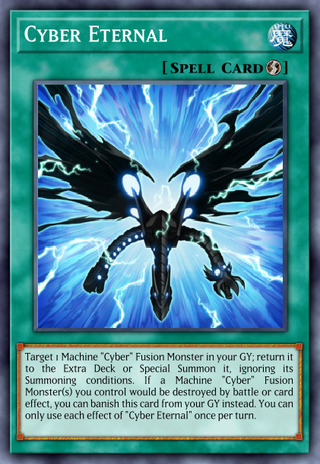 Cyber Eternal
[Spell Card]
Target 1 Machine "Cyber" Fusion Monster in your GY; return it
to the Extra Deck or Special Summon it, ignoring its
Summoning conditions. If a Machine "Cyber" Fusion
Monster(s) you control would be destroyed by battle or card
effect, you can banish this card from your GY instead. You can
only use each effect of "Cyber Eternal" once per turn.